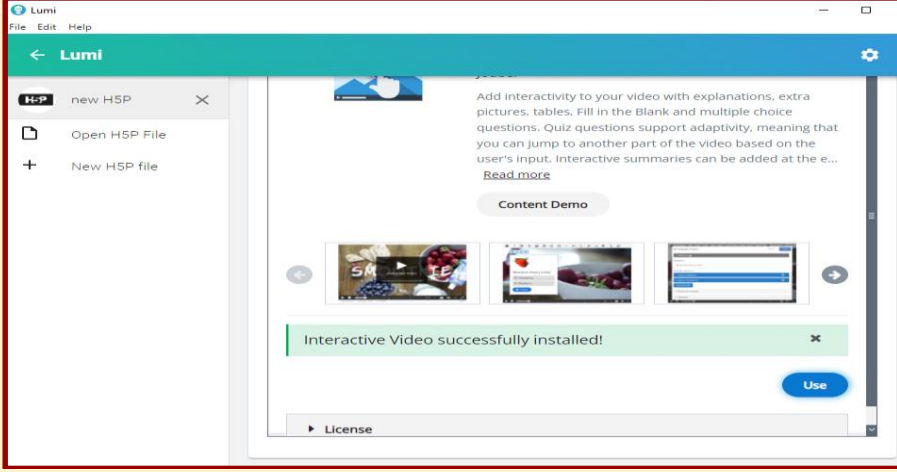 Lumi
File Edit Help
Lumi
H-P new H5P
Open H5P File
New H5P file
Add interactivity to your video with explanations, extra
pictures, tables, Fill in the Blank and multiple choice
questions. Quiz questions support adaptivity, meaning that
you can jump to another part of the video based on the
user's input. Interactive summaries can be added at the e...
Read more
Content Demo
Interactive Video successfully installed!
Use
License